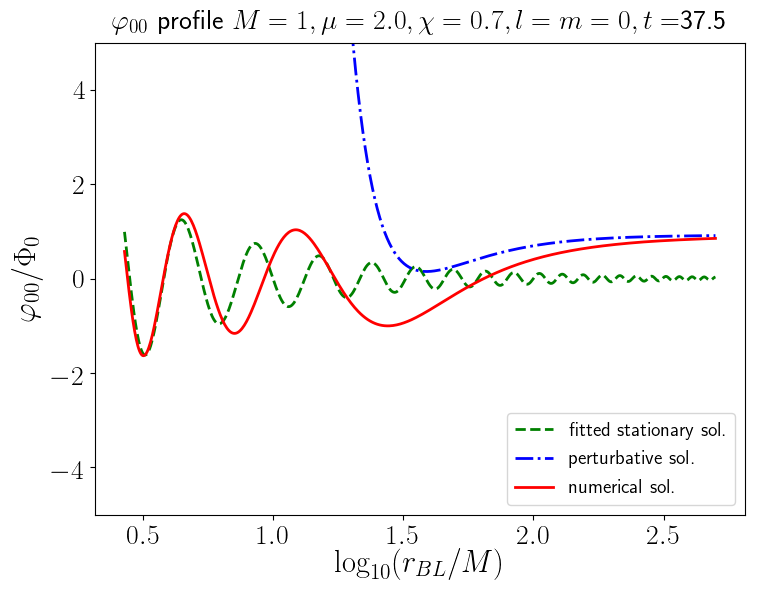 φ₀₀ profile M = 1, μ = 2.0, χ = 0.7, l = m = 0, t = 37.5
φ₀₀/Φ₀
4
2
0
−2
−4
fitted stationary sol.
perturbative sol.
numerical sol.
0.5 1.0 1.5 2.0 2.5
log₁₀(r_BL/M)